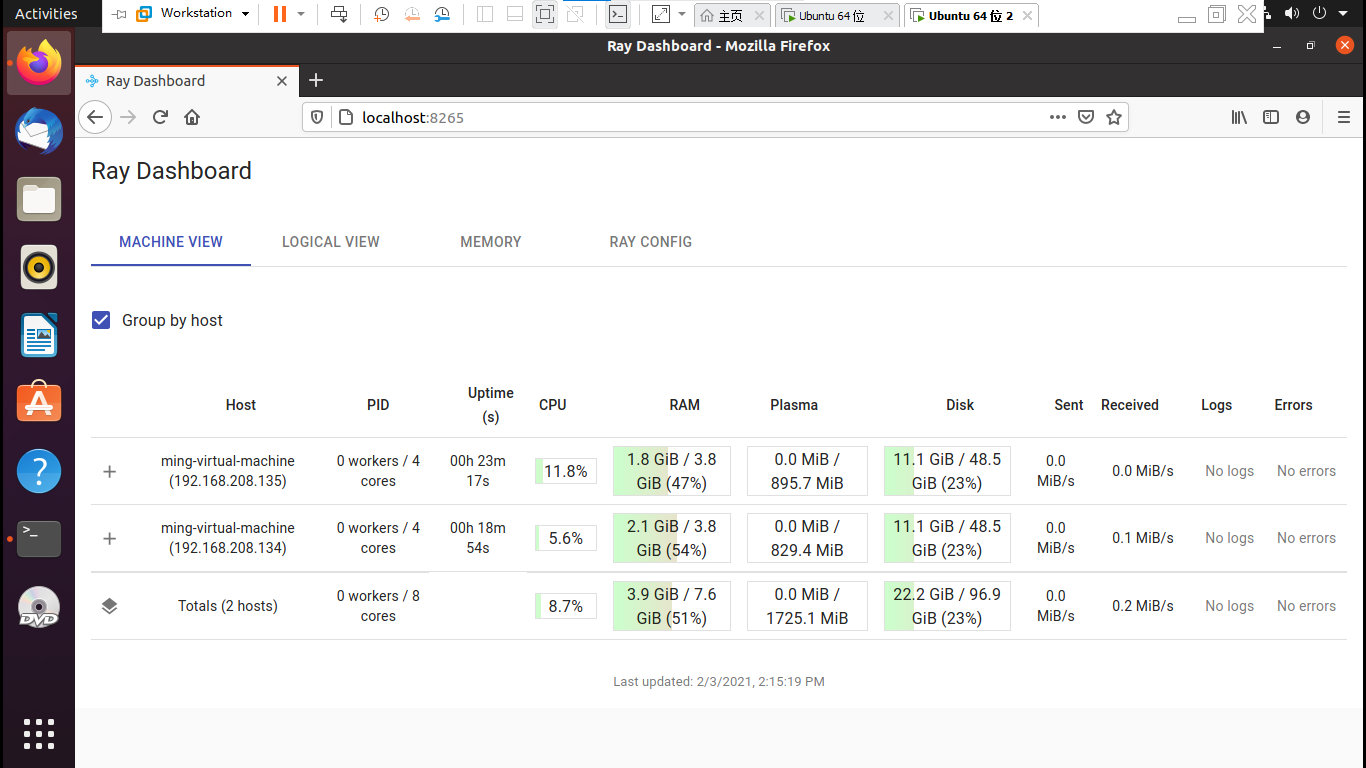 Activities
Workstation
主页
Ubuntu 64 位
Ubuntu 64 位 2
Ray Dashboard - Mozilla Firefox
Ray Dashboard
localhost:8265
Ray Dashboard
MACHINE VIEW
LOGICAL VIEW
MEMORY
RAY CONFIG
Group by host
Host PID Uptime (s) CPU RAM Plasma Disk Sent Received Logs Errors
ming-virtual-machine (192.168.208.135) 0 workers / 4 cores 00h 23m 17s 11.8% 1.8 GiB / 3.8 GiB (47%) 0.0 MiB / 895.7 MiB 11.1 GiB / 48.5 GiB (23%) 0.0 MiB/s 0.0 MiB/s No logs No errors
ming-virtual-machine (192.168.208.134) 0 workers / 4 cores 00h 18m 54s 5.6% 2.1 GiB / 3.8 GiB (54%) 0.0 MiB / 829.4 MiB 11.1 GiB / 48.5 GiB (23%) 0.0 MiB/s 0.1 MiB/s No logs No errors
Totals (2 hosts) 0 workers / 8 cores 8.7% 3.9 GiB / 7.6 GiB (51%) 0.0 MiB / 1725.1 MiB 22.2 GiB / 96.9 GiB (23%) 0.0 MiB/s 0.2 MiB/s No logs No errors
Last updated: 2/3/2021, 2:15:19 PM
DVD